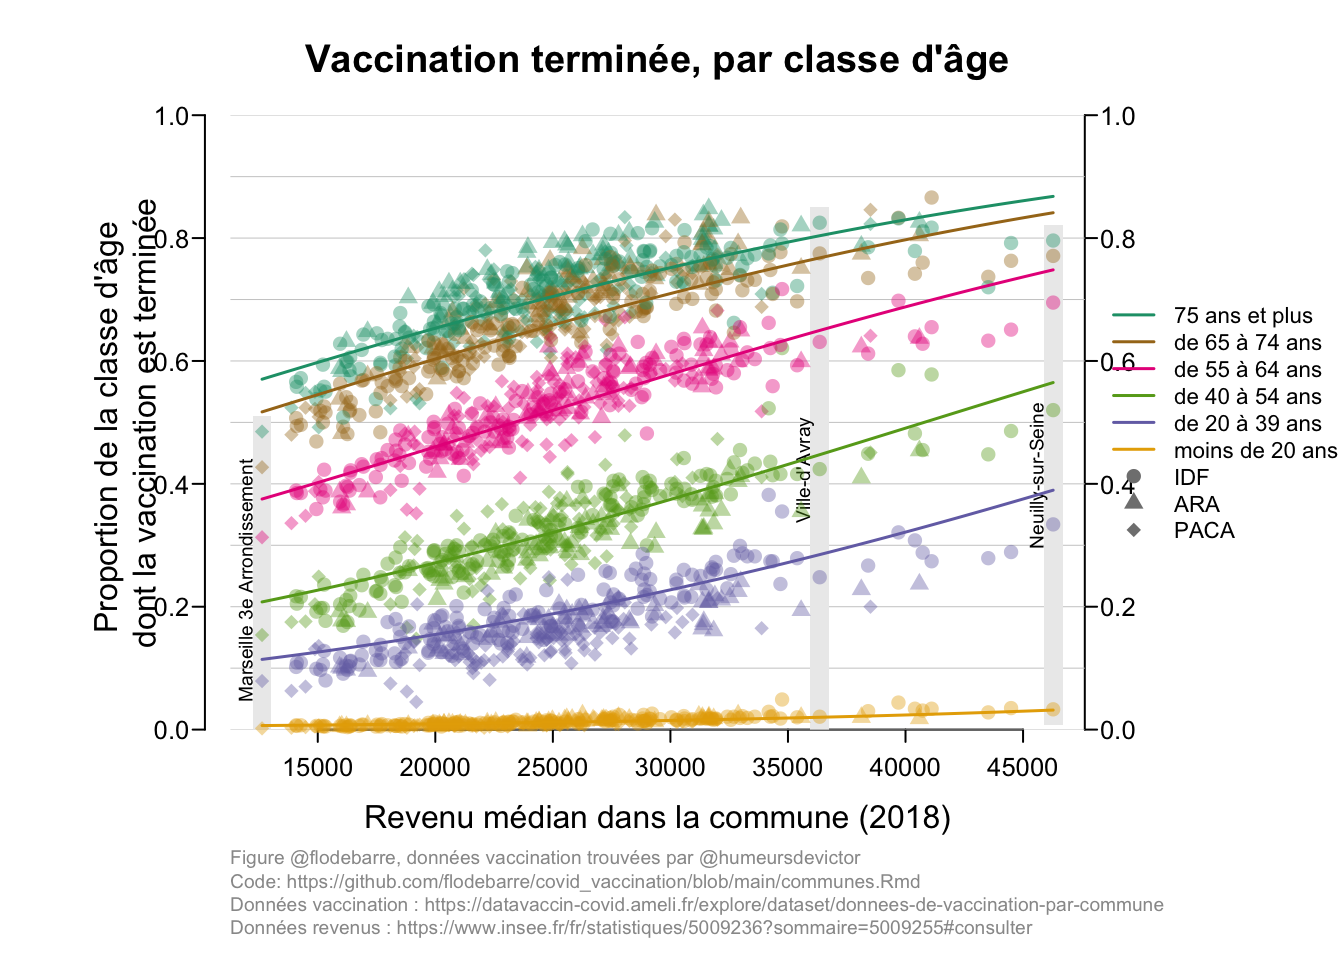 Vaccination terminée, par classe d'âge
Proportion de la classe d'âge
dont la vaccination est terminée
1.0
0.8
0.6
0.4
0.2
0.0
1.0
0.8
0.6
0.4
0.2
0.0
Marseille 3e Arrondissement
Ville-d'Avray
Neuilly-sur-Seine
75 ans et plus
de 65 à 74 ans
de 55 à 64 ans
de 40 à 54 ans
de 20 à 39 ans
moins de 20 ans
IDF
ARA
PACA
15000 20000 25000 30000 35000 40000 45000
Revenu médian dans la commune (2018)
Figure @flodebarre, données vaccination trouvées par @humeursdevictor
Code: https://github.com/flodebarre/covid_vaccination/blob/main/communes.Rmd
Données vaccination : https://datavaccin-covid.ameli.fr/explore/dataset/donnees-de-vaccination-par-commune
Données revenus : https://www.insee.fr/fr/statistiques/5009236?sommaire=5009255#consulter